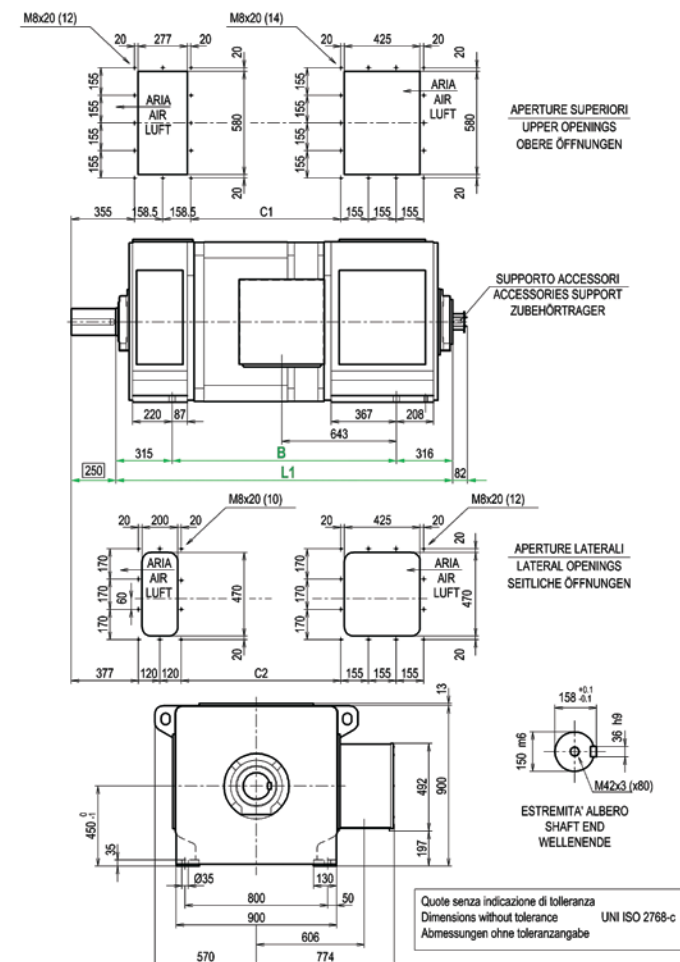 M8x20 (12)
M8x20 (14)
20 277 20
20 425 20
20
20
155
155
155
155
155
155
155
155
ARIA
AIR
LUFT
ARIA
AIR
LUFT
580
580
20
20
APERTURE SUPERIORI
UPPER OPENINGS
OBERE ÖFFNUNGEN
355 158.5 158.5 C1 155 155 155
SUPPORTO ACCESSORI
ACCESSORIES SUPPORT
ZUBEHÖRTRAGER
220 87 367 208
643
315 B 316
250 L1 82
M8x20 (10)
M8x20 (12)
20 200 20
20 425 20
20
20
170
170
170
170
170
170
60
ARIA
AIR
LUFT
ARIA
AIR
LUFT
470
470
20
20
APERTURE LATERALI
LATERAL OPENINGS
SEITLICHE ÖFFNUNGEN
377 120 120 C2 155 155 155
13
158 +0.1 -0.1
36 h9
150 m6
M42x3 (x80)
ESTREMITA' ALBERO
SHAFT END
WELLENENDE
492
900
197
450 0 -1
35
Ø35 130
800 50
900
606
570 774
Quote senza indicazione di tolleranza
Dimensions without tolerance UNI ISO 2768-c
Abmessungen ohne toleranzangabe